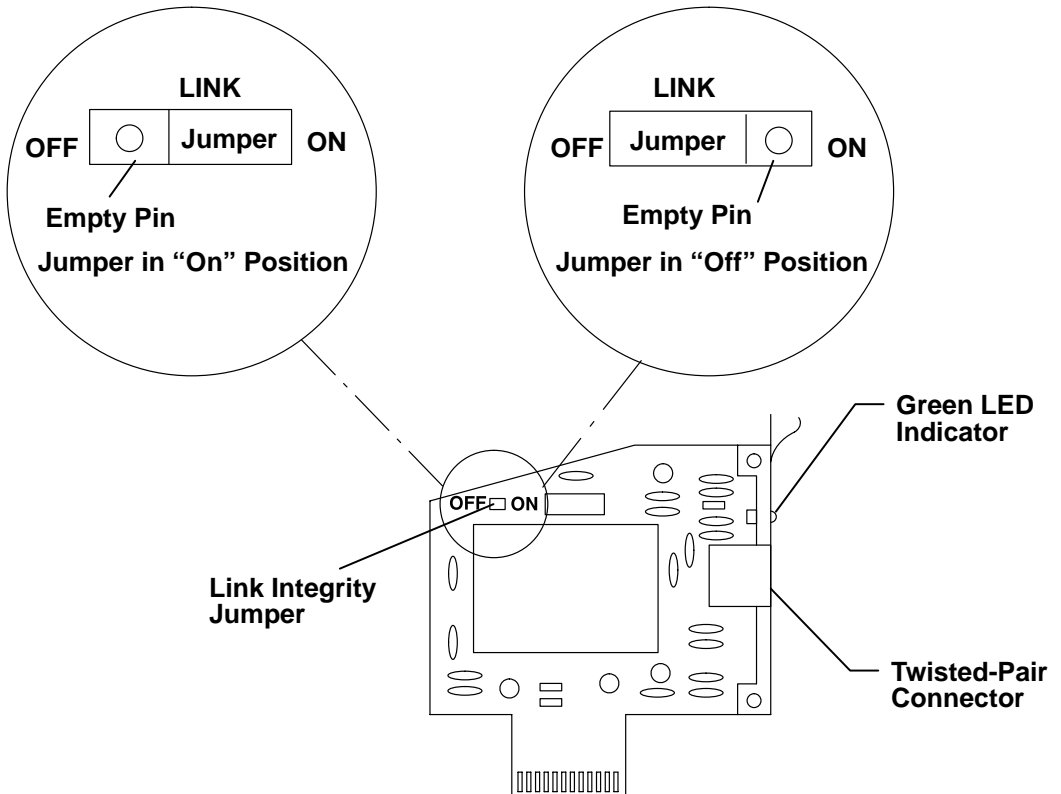 LINK
OFF Jumper ON
Empty Pin
Jumper in “On” Position
LINK
OFF Jumper ON
Empty Pin
Jumper in “Off” Position
Green LED
Indicator
OFF ON
Link Integrity
Jumper
Twisted-Pair
Connector